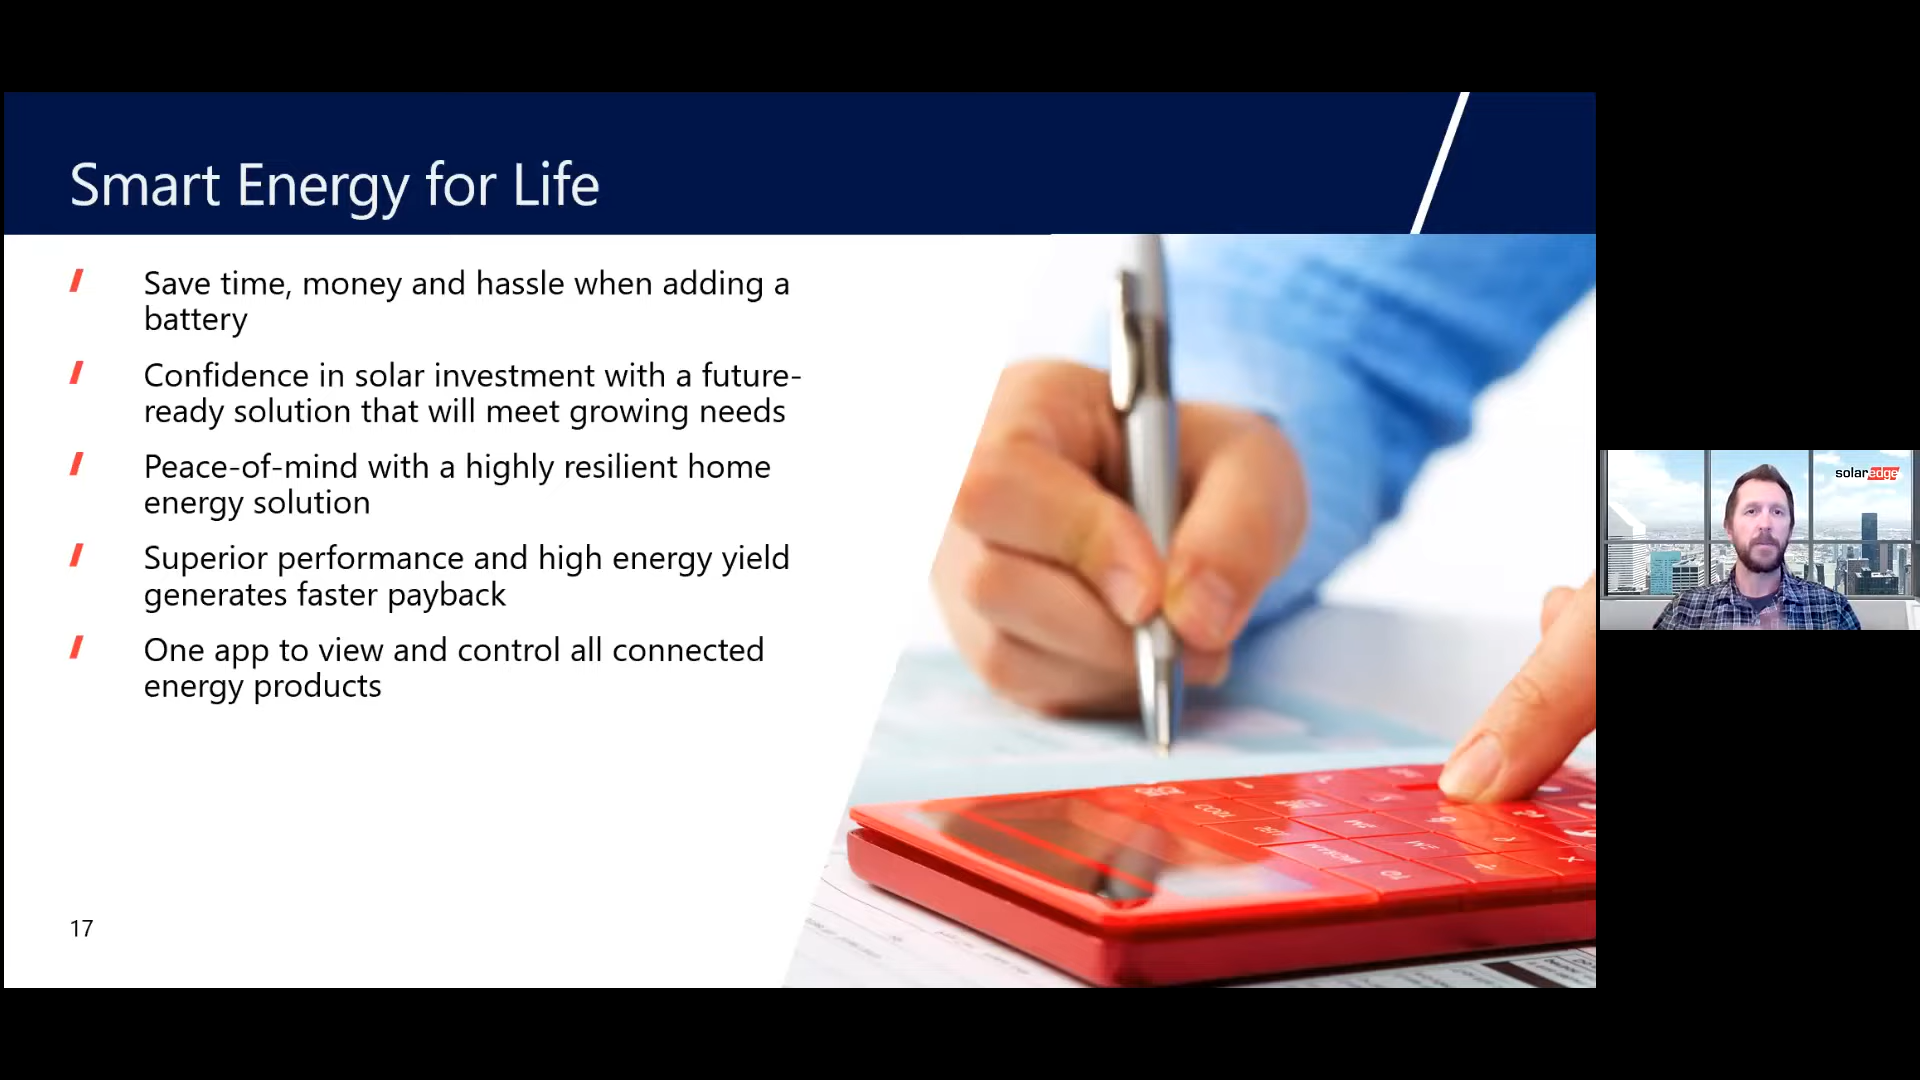 Smart Energy for Life
Save time, money and hassle when adding a
battery
Confidence in solar investment with a future-
ready solution that will meet growing needs
Peace-of-mind with a highly resilient home
energy solution
Superior performance and high energy yield
generates faster payback
One app to view and control all connected
energy products
17
solaredge